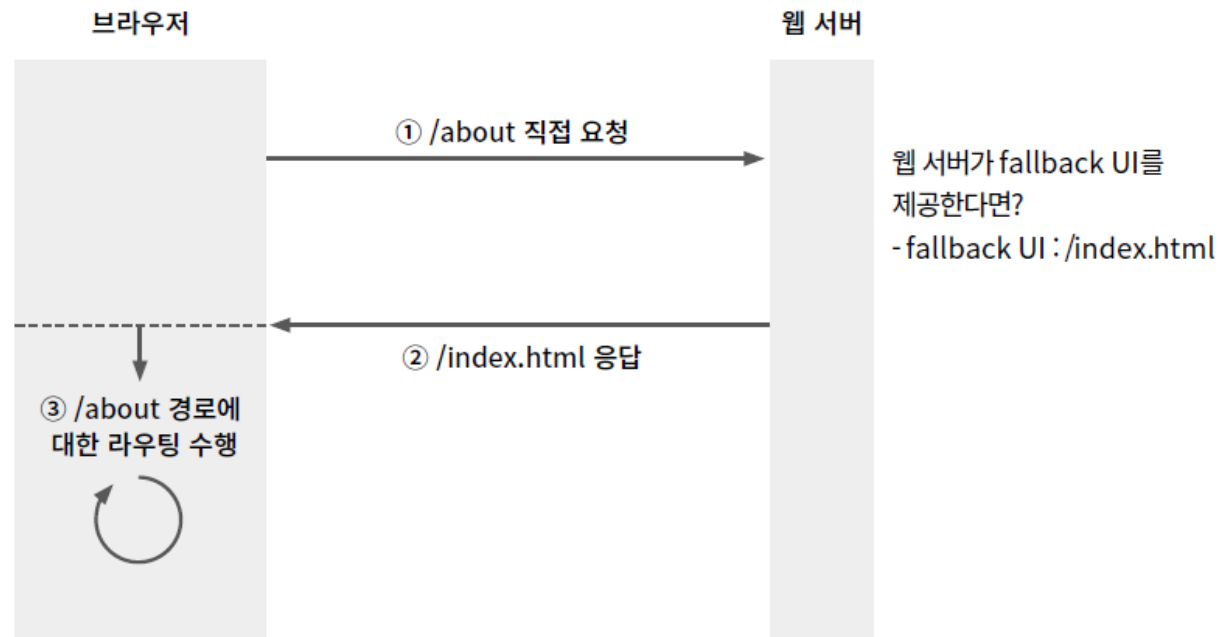 브라우저
웹 서버
① /about 직접 요청
웹 서버가 fallback UI를
제공한다면?
- fallback UI : /index.html
② /index.html 응답
③ /about 경로에
대한 라우팅 수행